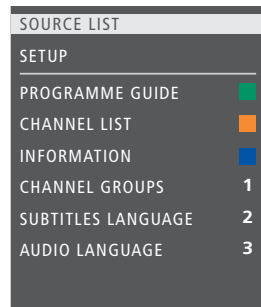 SOURCE LIST
SETUP
PROGRAMME GUIDE
CHANNEL LIST
INFORMATION
CHANNEL GROUPS 1
SUBTITLES LANGUAGE 2
AUDIO LANGUAGE 3